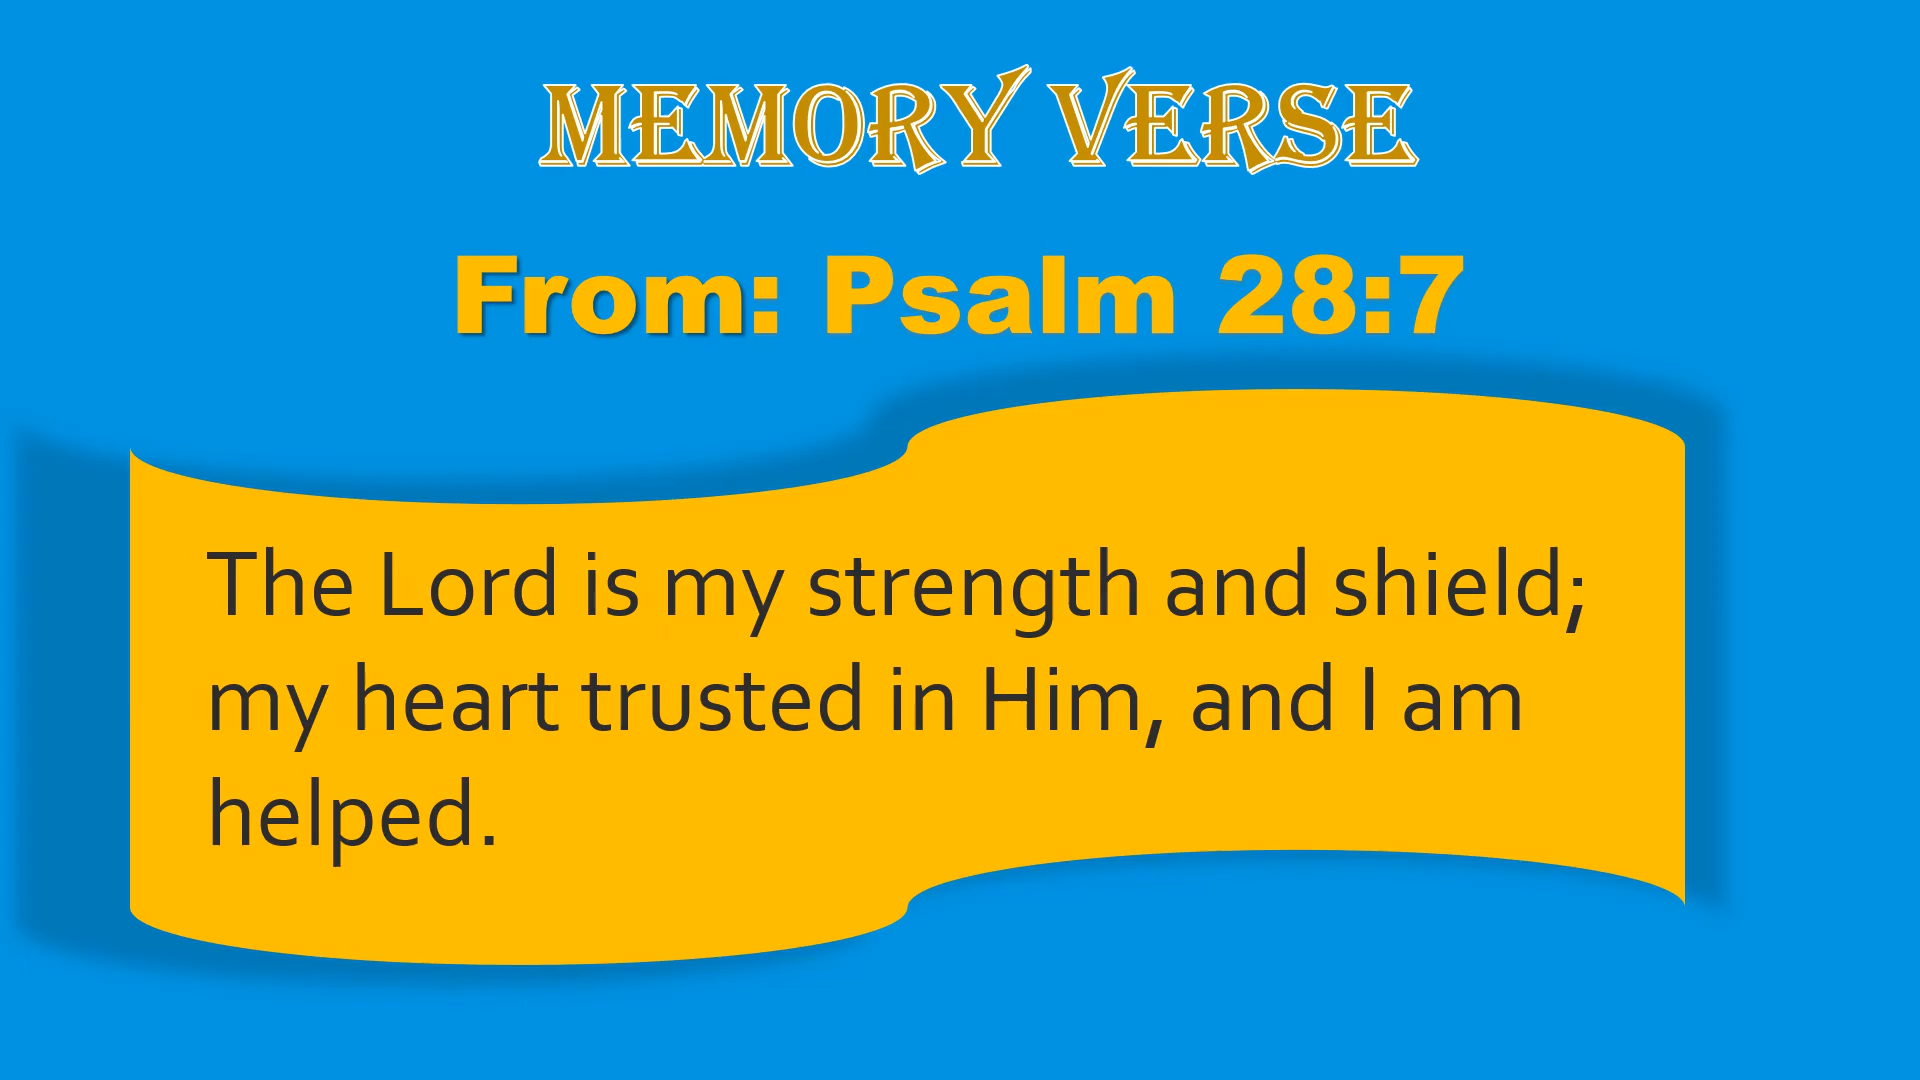 MEMORY VERSE
From: Psalm 28:7
The Lord is my strength and shield;
my heart trusted in Him, and I am
helped.